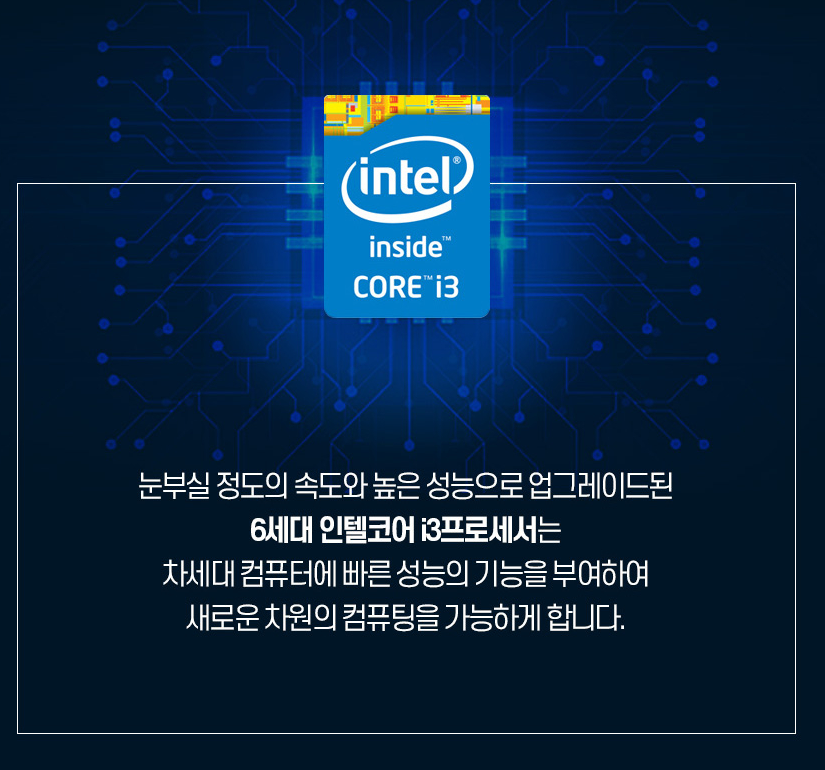 intel®
inside™
CORE™ i3
눈부실 정도의 속도와 높은 성능으로 업그레이드된
6세대 인텔코어 i3프로세서는
차세대 컴퓨터에 빠른 성능의 기능을 부여하여
새로운 차원의 컴퓨팅을 가능하게 합니다.